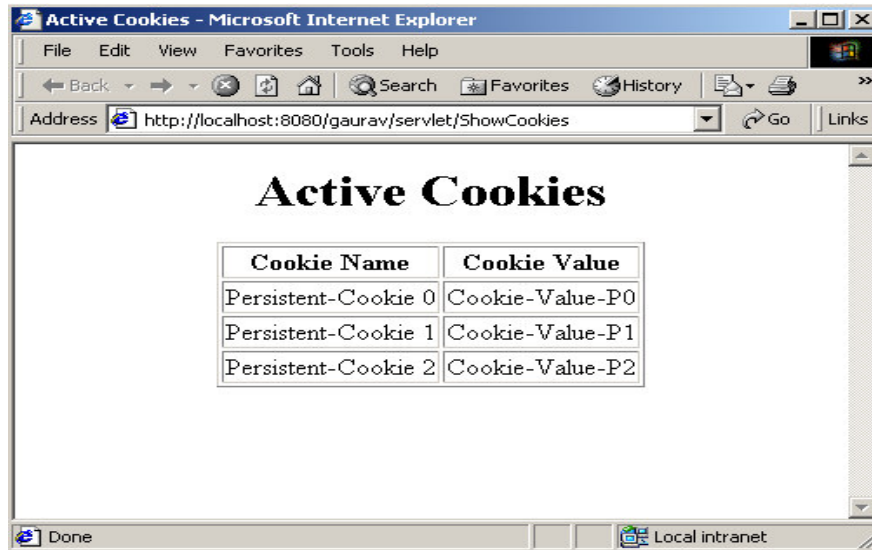 Active Cookies - Microsoft Internet Explorer
File Edit View Favorites Tools Help
Back Search Favorites History »
Address http://localhost:8080/gaurav/servlet/ShowCookies Go Links
Active Cookies
Cookie Name Cookie Value
Persistent-Cookie 0 Cookie-Value-P0
Persistent-Cookie 1 Cookie-Value-P1
Persistent-Cookie 2 Cookie-Value-P2
Done Local intranet